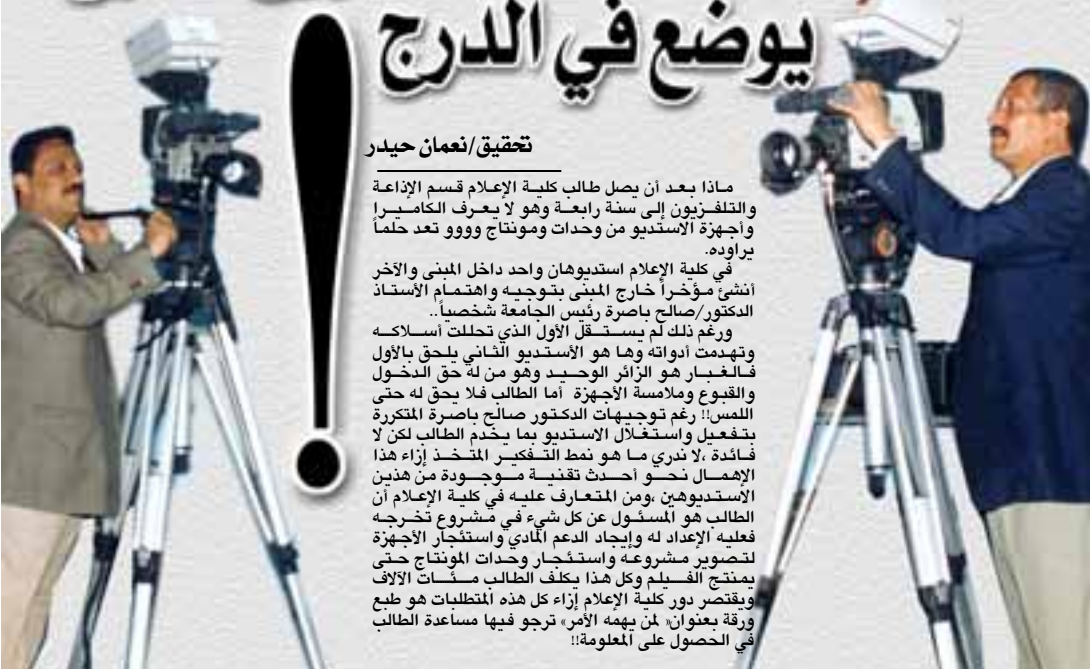 يوضع في الدرج
!
تحقيق/نعمان حيدر
ماذا بعد أن يصل طالب كلية الإعلام قسم الإذاعة
والتلفزيون إلى سنة رابعة وهو لا يعرف الكاميرا
وأجهزة الاستديو من وحدات ومونتاج وووو تعد حلماً
يراوده.
في كلية الإعلام استديوهان واحد داخل المبنى والآخر
أنشئ مؤخراً خارج المبنى بتوجيه واهتمام الأستاذ
الدكتور/صالح باصرة رئيس الجامعة شخصياً..
ورغم ذلك لم يستقل الأول الذي تحللت أسلاكه
وتهدمت أدواته وها هو الأستديو الثاني يلحق بالأول
فالغبار هو الزائر الوحيد وهو من له حق الدخول
والقبوع وملامسة الأجهزة أما الطالب فلا يحق له حتى
اللمس!! رغم توجيهات الدكتور صالح باصرة المتكررة
بتفعيل واستغلال الاستديو بما يخدم الطالب لكن لا
فائدة ،لا ندري ما هو نمط التفكير المتخذ إزاء هذا
الإهمال نحو أحدث تقنية موجودة من هذين
الاستديوهين ،ومن المتعارف عليه في كلية الإعلام أن
الطالب هو المسئول عن كل شيء في مشروع تخرجه
فعليه الإعداد له وإيجاد الدعم المادي واستئجار الأجهزة
لتصوير مشروعه واستئجار وحدات المونتاج حتى
يمنتج الفيلم وكل هذا يكلف الطالب مئات الآلاف
ويقتصر دور كلية الإعلام إزاء كل هذه المتطلبات هو طبع
ورقة بعنوان« لمن يهمه الأمر» ترجو فيها مساعدة الطالب
في الحصول على المعلومة!!